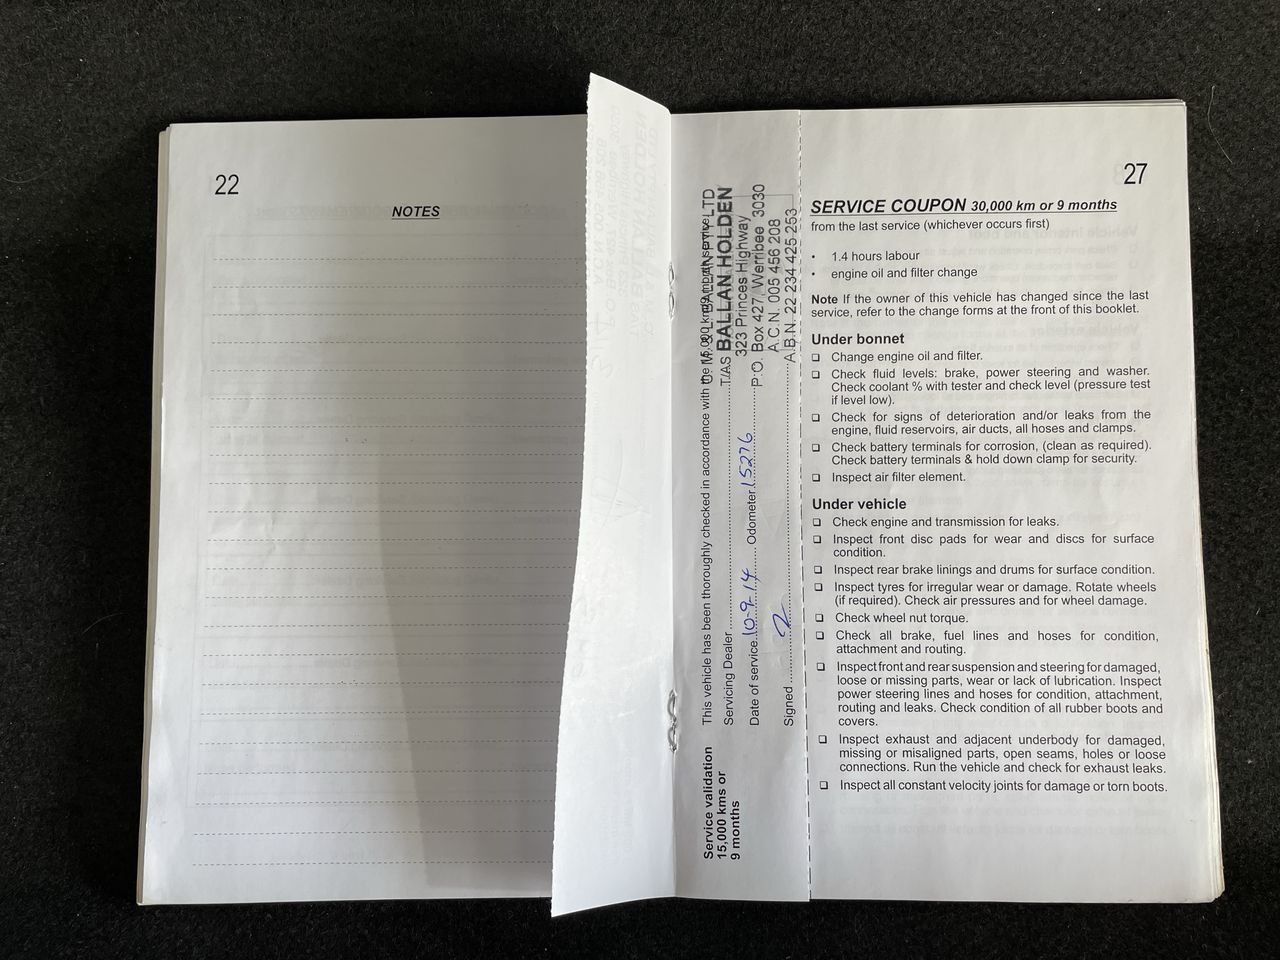 22
NOTES
Service validation
15,000 kms or
9 months
This vehicle has been thoroughly checked in accordance with the 15,000 km/9 month service.
BALLAN PTY LTD
Servicing Dealer
T/AS BALLAN HOLDEN
323 Princes Highway
Date of service 10-9-14 Odometer 15276
P.O. Box 427, Werribee 3030
A.C.N. 005 456 208
Signed
A.B.N. 22 234 425 253
27
SERVICE COUPON 30,000 km or 9 months
from the last service (whichever occurs first)
• 1.4 hours labour
• engine oil and filter change
Note If the owner of this vehicle has changed since the last
service, refer to the change forms at the front of this booklet.
Under bonnet
❑ Change engine oil and filter.
❑ Check fluid levels: brake, power steering and washer.
Check coolant % with tester and check level (pressure test
if level low).
❑ Check for signs of deterioration and/or leaks from the
engine, fluid reservoirs, air ducts, all hoses and clamps.
❑ Check battery terminals for corrosion, (clean as required).
Check battery terminals & hold down clamp for security.
❑ Inspect air filter element.
Under vehicle
❑ Check engine and transmission for leaks.
❑ Inspect front disc pads for wear and discs for surface
condition.
❑ Inspect rear brake linings and drums for surface condition.
❑ Inspect tyres for irregular wear or damage. Rotate wheels
(if required). Check air pressures and for wheel damage.
❑ Check wheel nut torque.
❑ Check all brake, fuel lines and hoses for condition,
attachment and routing.
❑ Inspect front and rear suspension and steering for damaged,
loose or missing parts, wear or lack of lubrication. Inspect
power steering lines and hoses for condition, attachment,
routing and leaks. Check condition of all rubber boots and
covers.
❑ Inspect exhaust and adjacent underbody for damaged,
missing or misaligned parts, open seams, holes or loose
connections. Run the vehicle and check for exhaust leaks.
❑ Inspect all constant velocity joints for damage or torn boots.